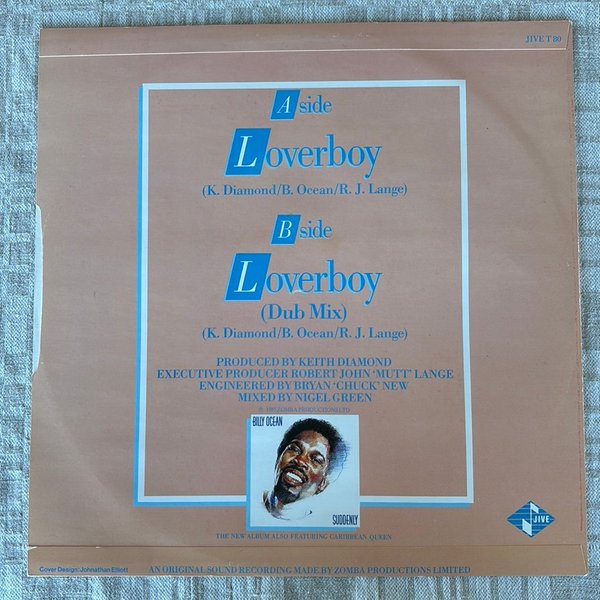 JIVE T 80
A side
Loverboy
(K. Diamond/B. Ocean/R. J. Lange)
B side
Loverboy
(Dub Mix)
(K. Diamond/B. Ocean/R. J. Lange)
PRODUCED BY KEITH DIAMOND
EXECUTIVE PRODUCER ROBERT JOHN 'MUTT' LANGE
ENGINEERED BY BRYAN 'CHUCK' NEW
MIXED BY NIGEL GREEN
ZOMBA PRODUCTIONS LTD
BILLY OCEAN
SUDDENLY
THE NEW ALBUM ALSO FEATURING CARIBBEAN QUEEN
JIVE
Cover Design: Johnathan Elliott
AN ORIGINAL SOUND RECORDING MADE BY ZOMBA PRODUCTIONS LIMITED